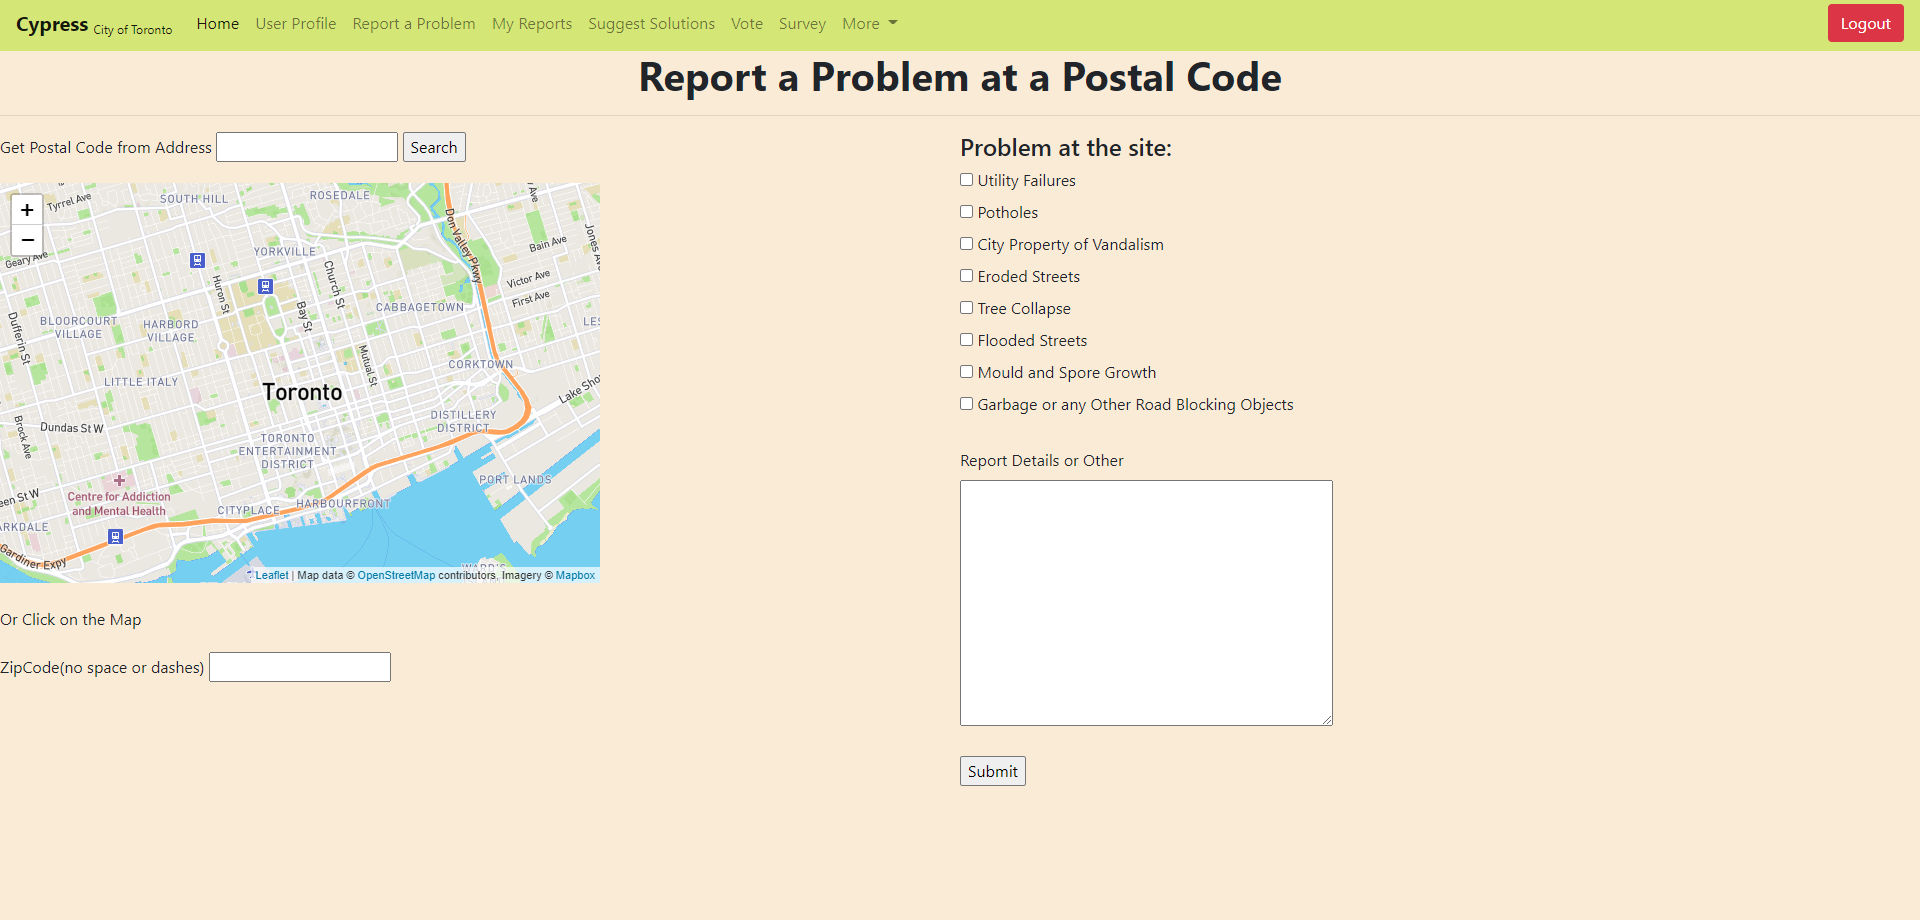 Cypress City of Toronto Home User Profile Report a Problem My Reports Suggest Solutions Vote Survey More Logout
Report a Problem at a Postal Code
Get Postal Code from Address Search
+
−
Tyrrel Ave
SOUTH HILL
ROSEDALE
Don Valley Pkwy
Bain Ave
Geary Ave
YORKVILLE
Huron St
Church St
Victor Ave
First Ave
Bay St
CABBAGETOWN
Dufferin St
BLOORCOURT
VILLAGE
HARBORD
VILLAGE
Mutual St
CORKTOWN
LITTLE ITALY
Toronto
Brock Ave
Dundas St W
DISTILLERY
DISTRICT
TORONTO
ENTERTAINMENT
DISTRICT
PORT LANDS
Centre for Addiction
and Mental Health
CITYPLACE
HARBOURFRONT
Gardiner Expy
Leaflet | Map data © OpenStreetMap contributors, Imagery © Mapbox
Or Click on the Map
ZipCode(no space or dashes)
Problem at the site:
Utility Failures
Potholes
City Property of Vandalism
Eroded Streets
Tree Collapse
Flooded Streets
Mould and Spore Growth
Garbage or any Other Road Blocking Objects
Report Details or Other
Submit